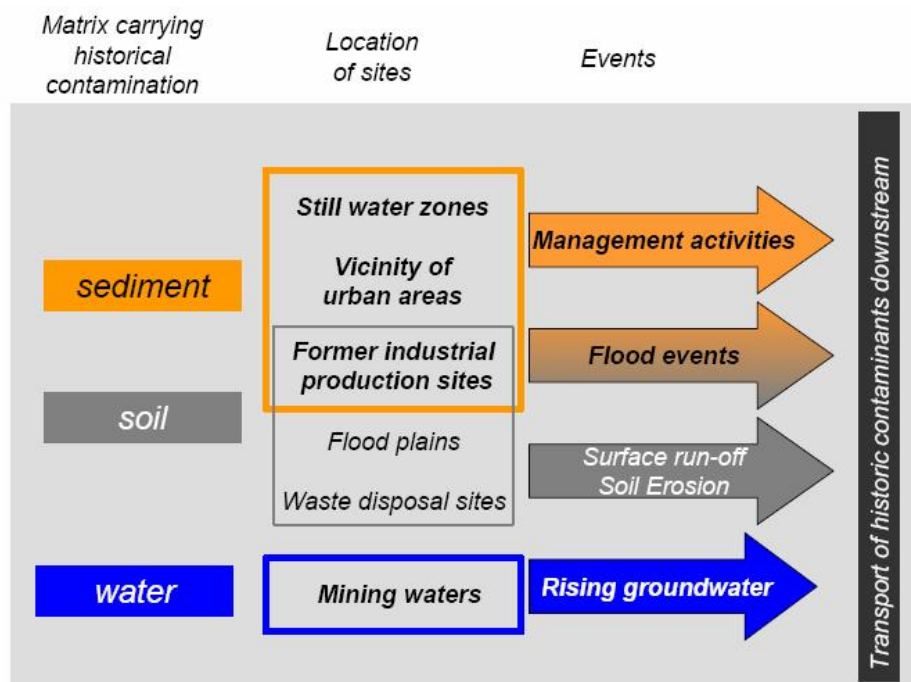 Matrix carrying
historical
contamination
Location
of sites
Events
sediment
soil
water
Still water zones
Vicinity of
urban areas
Former industrial
production sites
Flood plains
Waste disposal sites
Mining waters
Management activities
Flood events
Surface run-off
Soil Erosion
Rising groundwater
Transport of historic contaminants downstream